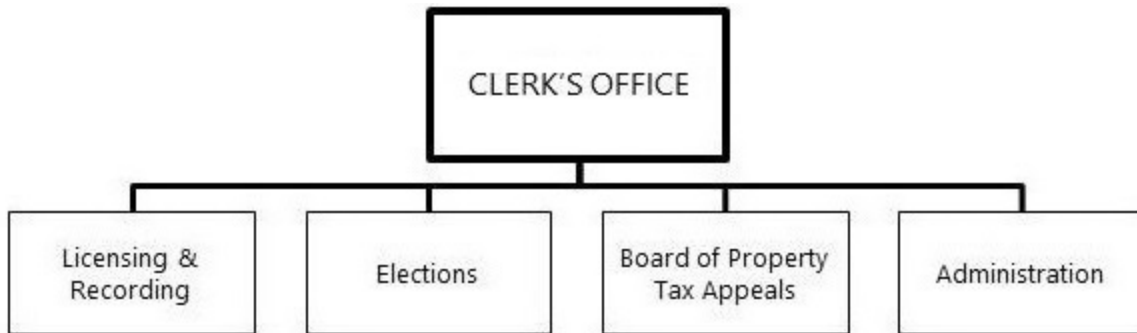 CLERK’S OFFICE
Licensing &
Recording
Elections
Board of Property
Tax Appeals
Administration